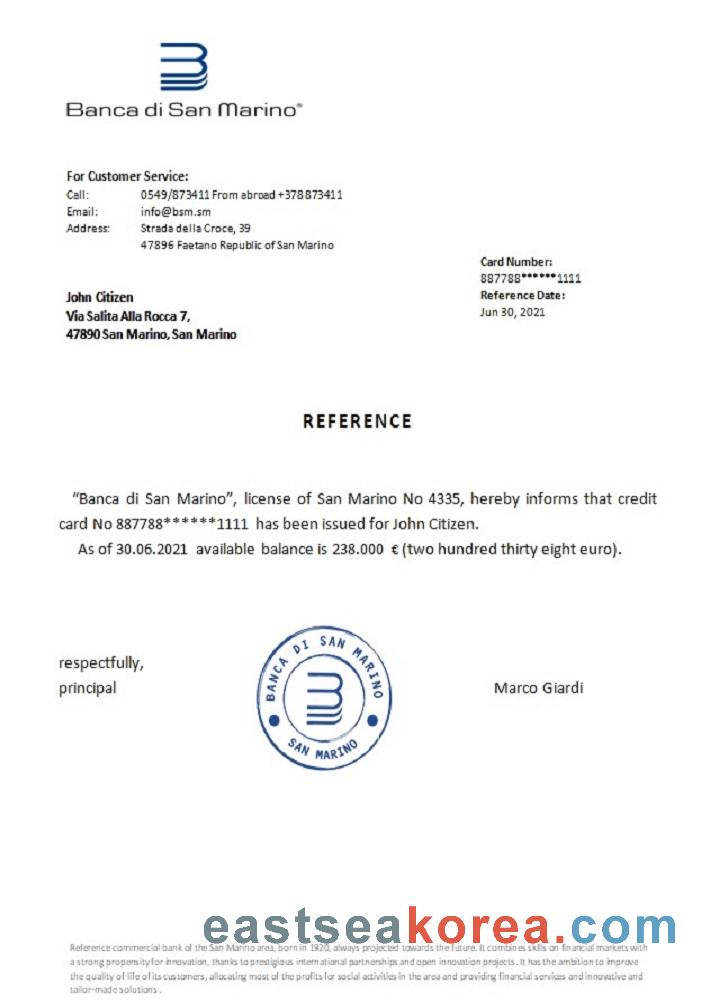 Banca di San Marino®
For Customer Service:
Call: 0549/873411 From abroad +378873411
Email: info@bsm.sm
Address: Strada della Croce, 39
47896 Faetano Republic of San Marino
Card Number:
887788******1111
Reference Date:
Jun 30, 2021
John Citizen
Via Salita Alla Rocca 7,
47890 San Marino, San Marino
REFERENCE
“Banca di San Marino”, license of San Marino No 4335, hereby informs that credit
card No 887788******1111 has been issued for John Citizen.
As of 30.06.2021 available balance is 238.000 € (two hundred thirty eight euro).
respectfully,
principal
BANCA DI SAN MARINO
SAN MARINO
Marco Giardi
eastseakorea.com
Reference commercial bank of the San Marino area, born in 1920, always projected towards the future. It combines skills on financial markets with
a strong propensity for innovation, thanks to prestigious international partnerships and open innovation projects. It has the ambition to improve
the quality of life of its customers, allocating most of the profits for social activities in the area and providing financial services and innovative and
tailor-made solutions.